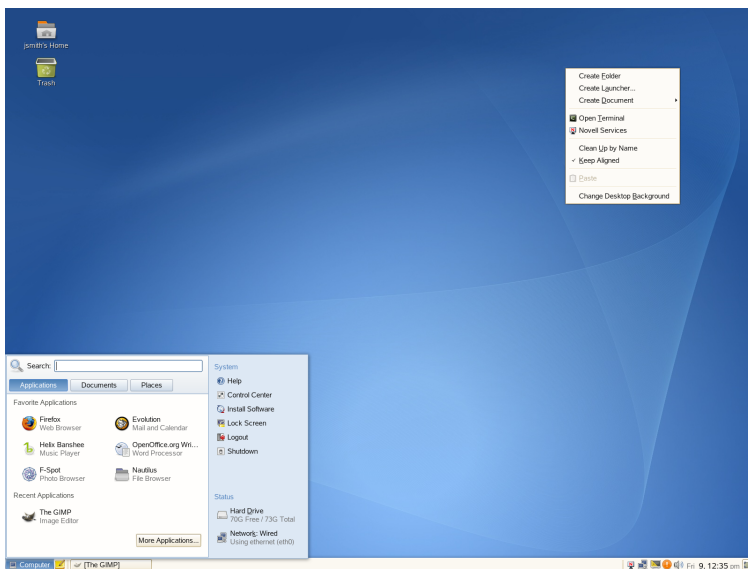 jsmith's Home
Trash
Create Folder
Create Launcher...
Create Document
Open Terminal
Novell Services
Clean Up by Name
Keep Aligned
Paste
Change Desktop Background
Search:
Applications
Documents
Places
Favorite Applications
Firefox
Web Browser
Evolution
Mail and Calendar
Helix Banshee
Music Player
OpenOffice.org Wri...
Word Processor
F-Spot
Photo Browser
Nautilus
File Browser
Recent Applications
The GIMP
Image Editor
More Applications...
System
Help
Control Center
Install Software
Lock Screen
Logout
Shutdown
Status
Hard Drive
70G Free / 73G Total
Network: Wired
Using ethernet (eth0)
Computer
[The GIMP]
Fri 9, 12:35 pm